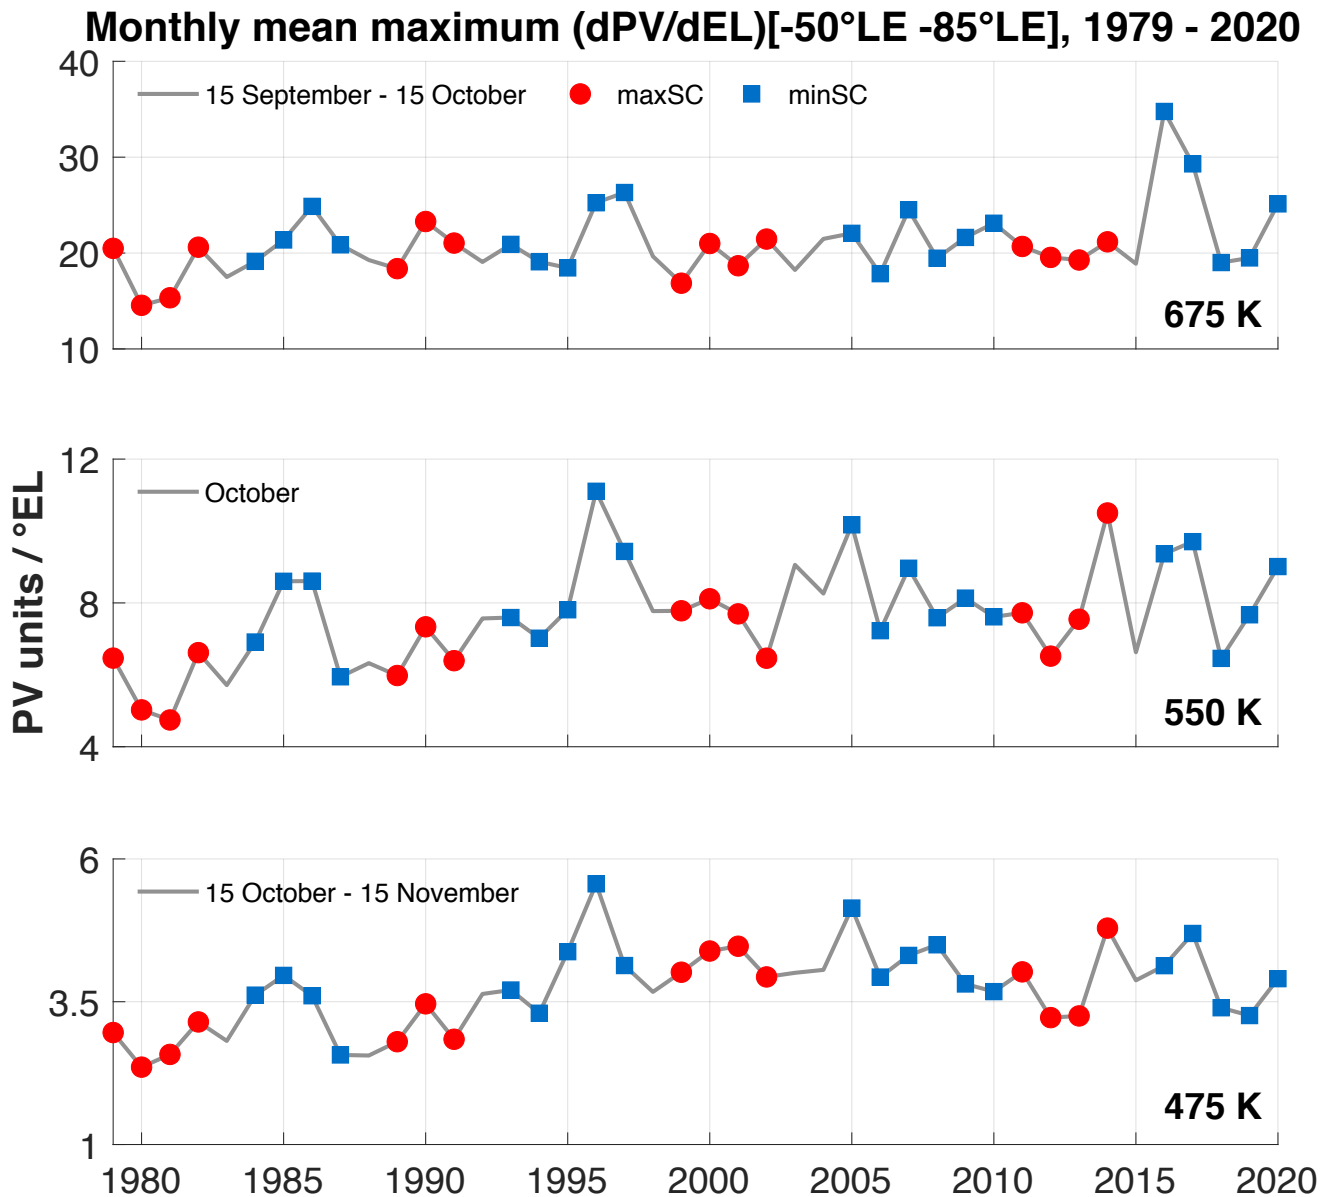 Monthly mean maximum (dPV/dEL)[-50°LE -85°LE], 1979 - 2020
40
15 September - 15 October maxSC minSC
30
20
675 K
10
PV units / °EL
12
October
8
550 K
4
6
15 October - 15 November
3.5
475 K
1
1980 1985 1990 1995 2000 2005 2010 2015 2020